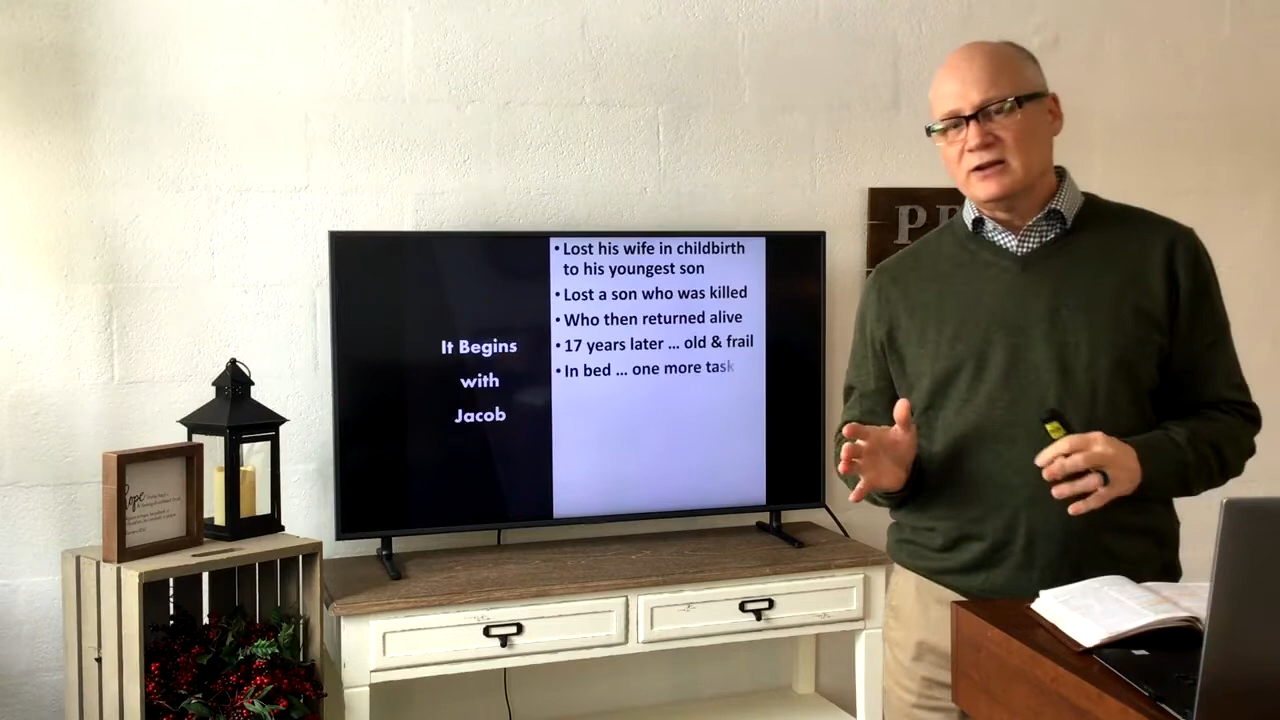 It Begins
with
Jacob
• Lost his wife in childbirth
to his youngest son
• Lost a son who was killed
• Who then returned alive
• 17 years later ... old & frail
• In bed ... one more task